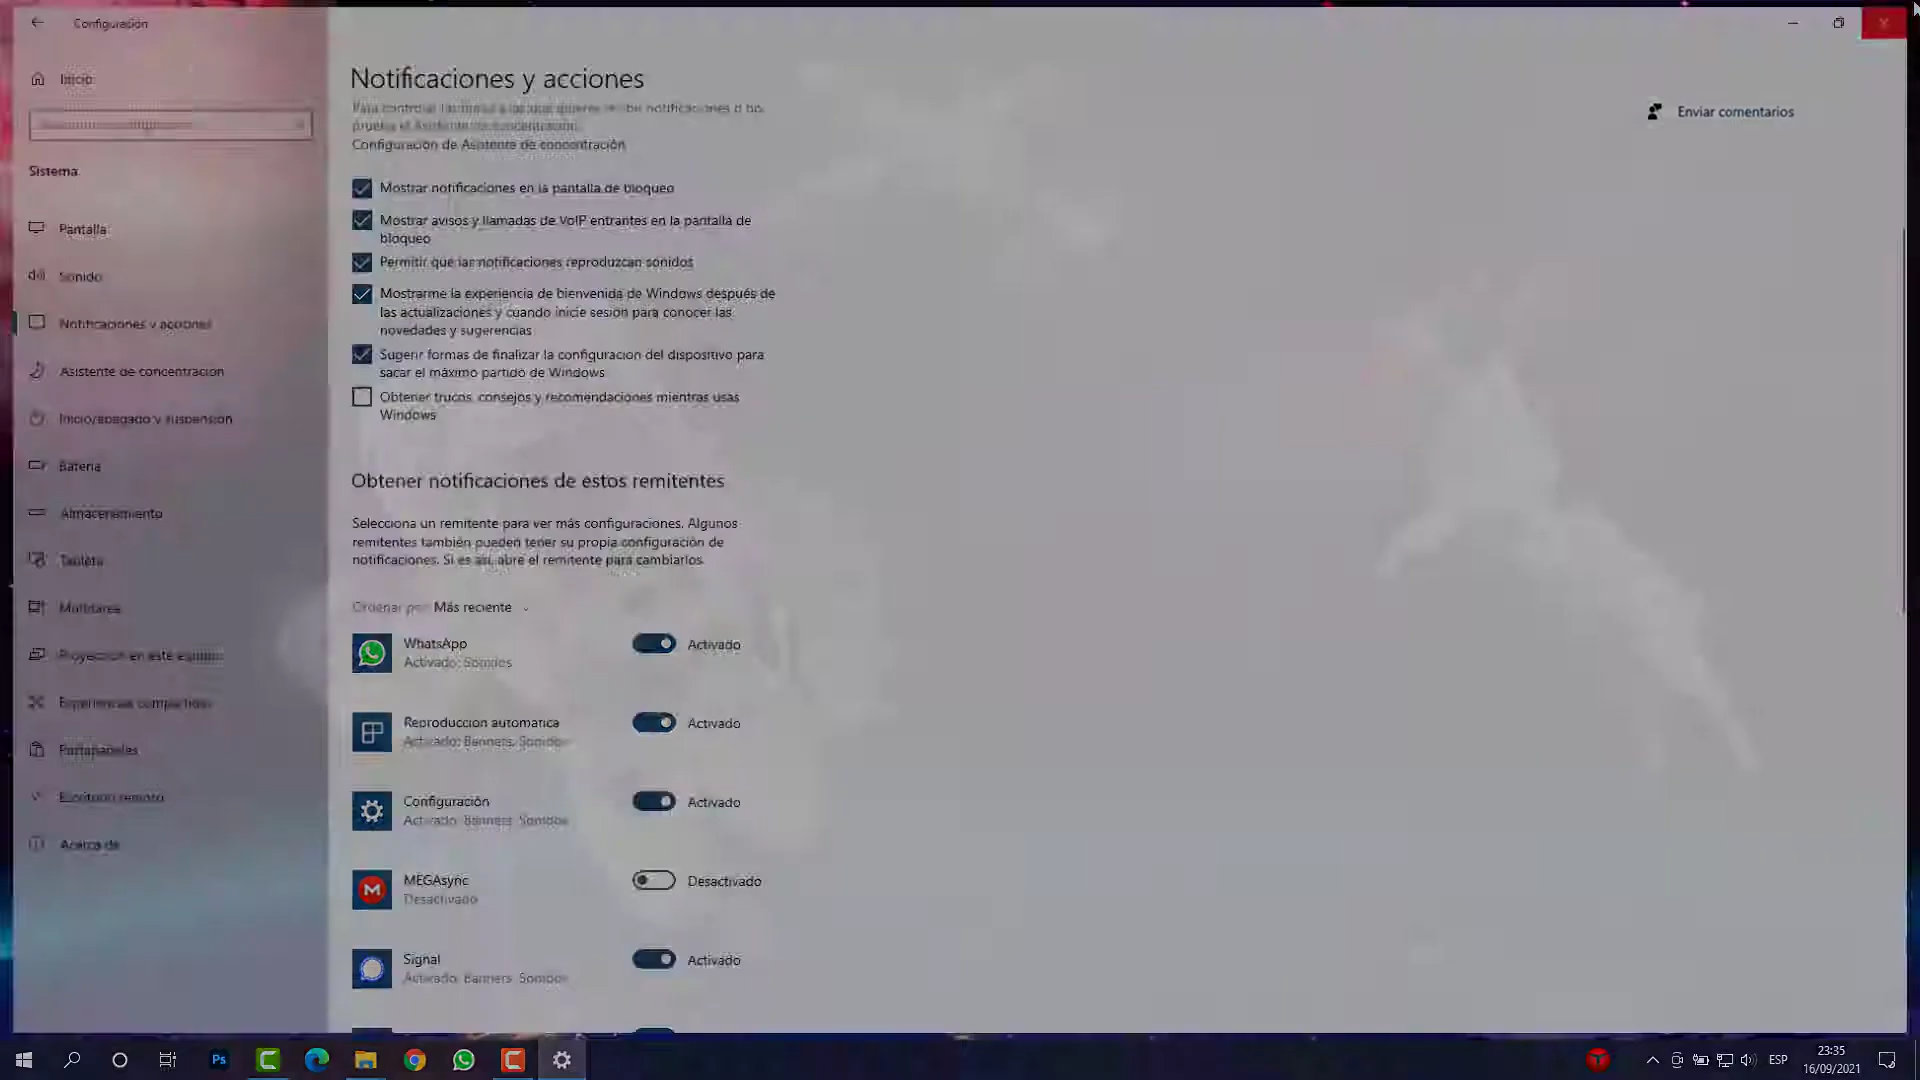 Configuración
Inicio
Notificaciones y acciones
Enviar comentarios
prueba el Asistente de concentración.
Configuración de Asistente de concentración
Sistema
Mostrar notificaciones en la pantalla de bloqueo
Mostrar avisos y llamadas de VoIP entrantes en la pantalla de
bloqueo
Pantalla
Permitir que las notificaciones reproduzcan sonidos
Sonido
Mostrarme la experiencia de bienvenida de Windows después de
las actualizaciones y cuando inicie sesión para conocer las
novedades y sugerencias
Notificaciones y acciones
Sugerir formas de finalizar la configuración del dispositivo para
sacar el máximo partido de Windows
Asistente de concentración
Obtener trucos, consejos y recomendaciones mientras usas
Windows
Inicio/apagado y suspensión
Batería
Obtener notificaciones de estos remitentes
Almacenamiento
Selecciona un remitente para ver más configuraciones. Algunos
remitentes también pueden tener su propia configuración de
notificaciones. Si es así, abre el remitente para cambiarlos.
Tableta
Multitarea
Ordenar por: Más reciente
WhatsApp
Activado: Sonidos
Activado
Proyección en este equipo
Experiencias compartidas
Reproducción automática
Activado: Banners, Sonidos
Activado
Portapapeles
Escritorio remoto
Configuración
Activado: Banners, Sonidos
Activado
Acerca de
MEGAsync
Desactivado
Desactivado
Signal
Activado: Banners, Sonidos
Activado
Ps
ESP
23:35
16/09/2021